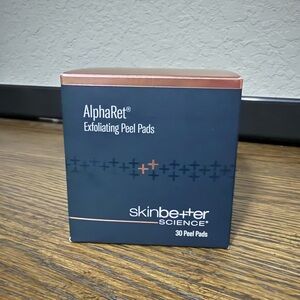 AlphaRet®
Exfoliating Peel Pads
skinbetter
SCIENCE®
30 Peel Pads